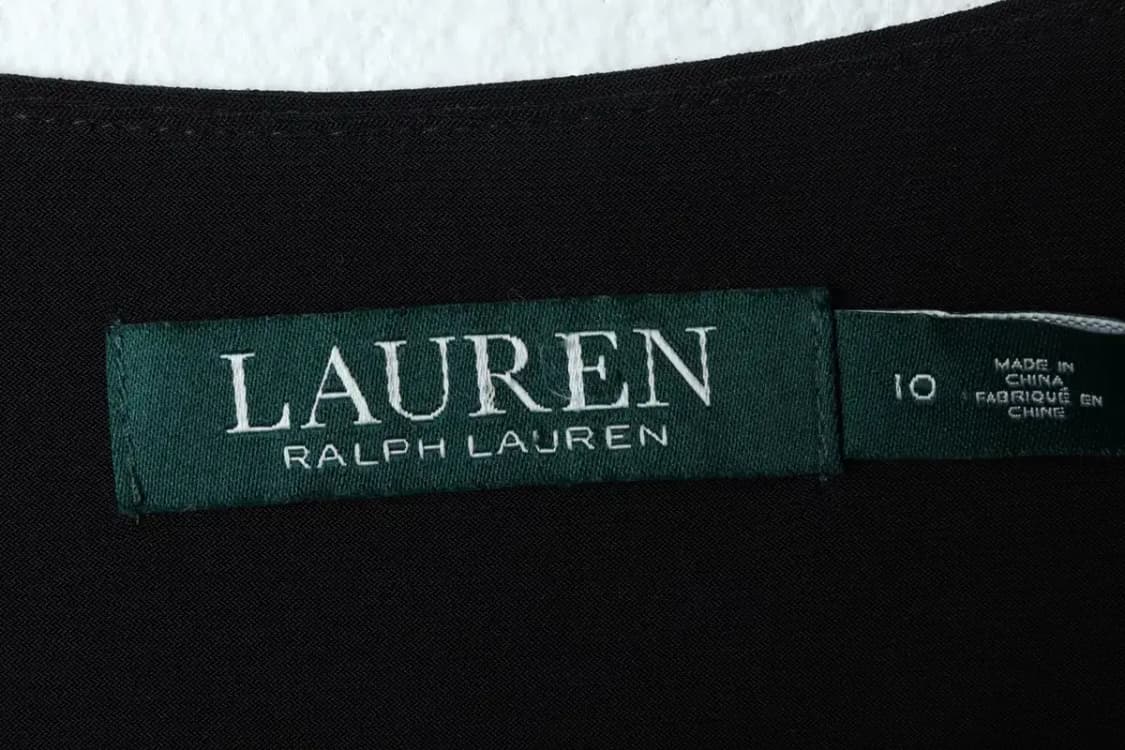 LAUREN
RALPH LAUREN
10
MADE IN
CHINA
FABRIQUÉ EN
CHINE